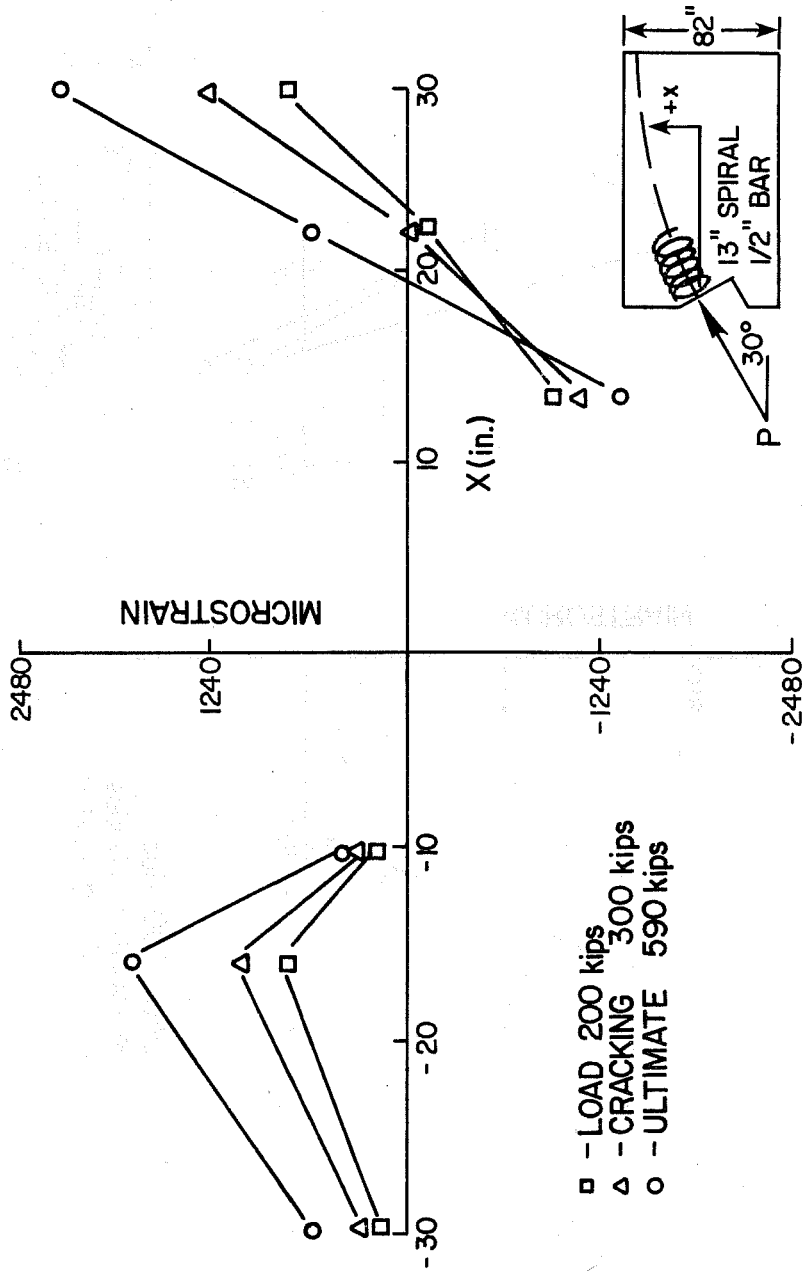 MICROSTRAIN
2480
1240
-1240
-2480
-30
-20
-10
10
20
30
X (in.)
□ - LOAD 200 kips
△ - CRACKING 300 kips
○ - ULTIMATE 590 kips
+X
13" SPIRAL
1/2" BAR
82"
30°
P